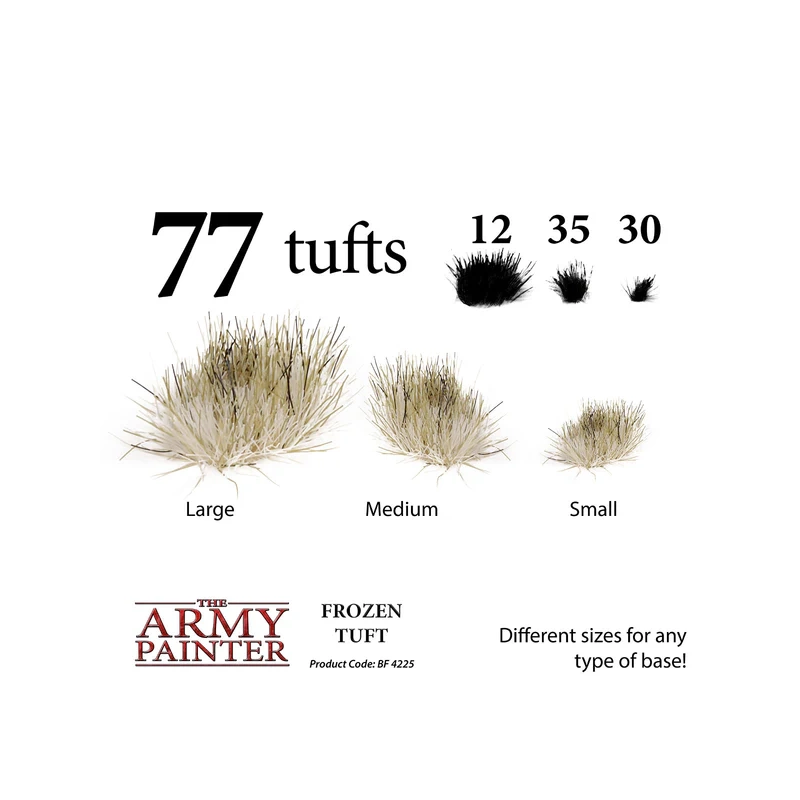 77 tufts
12 35 30
Large Medium Small
THE
ARMY
PAINTER
FROZEN
TUFT
Product Code: BF 4225
Different sizes for any
type of base!